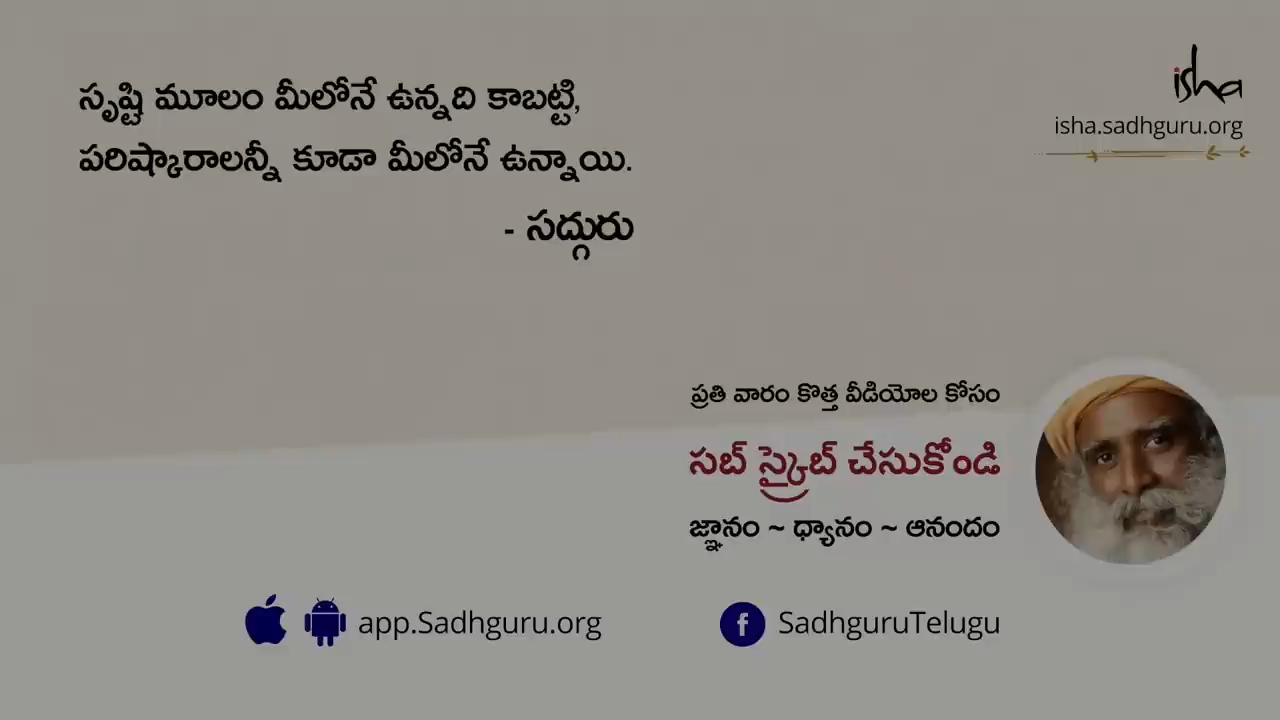 సృష్టి మూలం మీలోనే ఉన్నది కాబట్టి,
పరిష్కారాలన్నీ కూడా మీలోనే ఉన్నాయి.
- సద్గురు
isha
isha.sadhguru.org
ప్రతి వారం కొత్త వీడియోల కోసం
సబ్ స్క్రైబ్ చేసుకోండి
జ్ఞానం ~ ధ్యానం ~ ఆనందం
app.Sadhguru.org
SadhguruTelugu